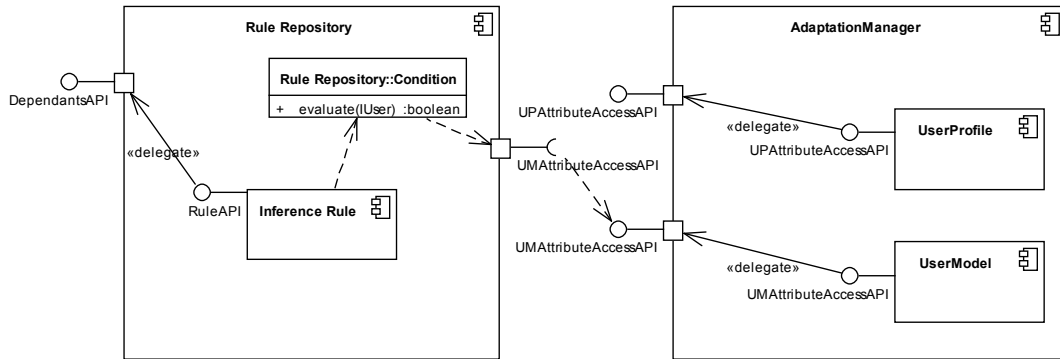 Rule Repository
AdaptationManager
Rule Repository::Condition
+ evaluate(IUser) :boolean
DependantsAPI
UPAttributeAccessAPI
«delegate»
UserProfile
UPAttributeAccessAPI
«delegate»
UMAttributeAccessAPI
RuleAPI
Inference Rule
UMAttributeAccessAPI
«delegate»
UserModel
UMAttributeAccessAPI